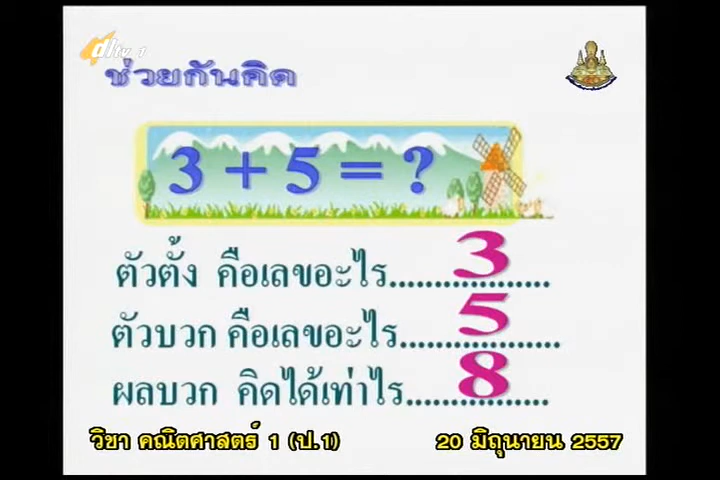 dltv 1
ช่วยกันคิด
3 + 5 = ?
ตัวตั้ง คือเลขอะไร..................3
ตัวบวก คือเลขอะไร..................5
ผลบวก คิดได้เท่าไร..................8
วิชา คณิตศาสตร์ 1 (ป.1) 20 มิถุนายน 2557